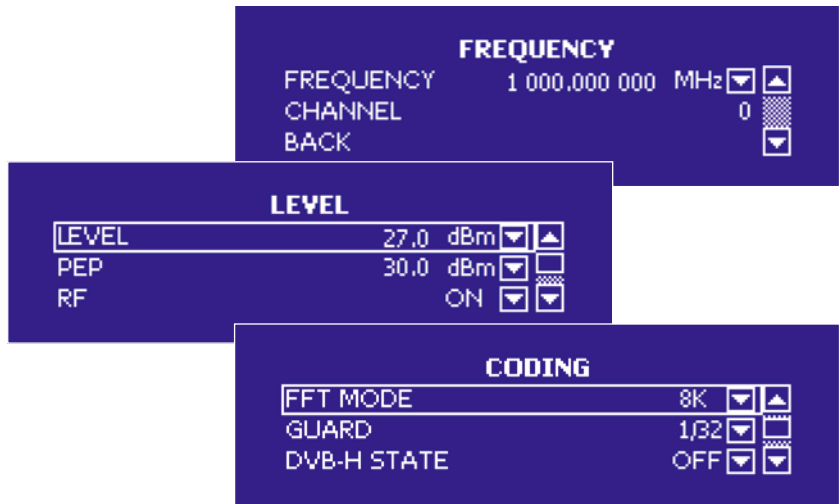 FREQUENCY
FREQUENCY 1 000.000 000 MHz
CHANNEL 0
BACK
LEVEL
LEVEL 27.0 dBm
PEP 30.0 dBm
RF ON
CODING
FFT MODE 8K
GUARD 1/32
DVB-H STATE OFF